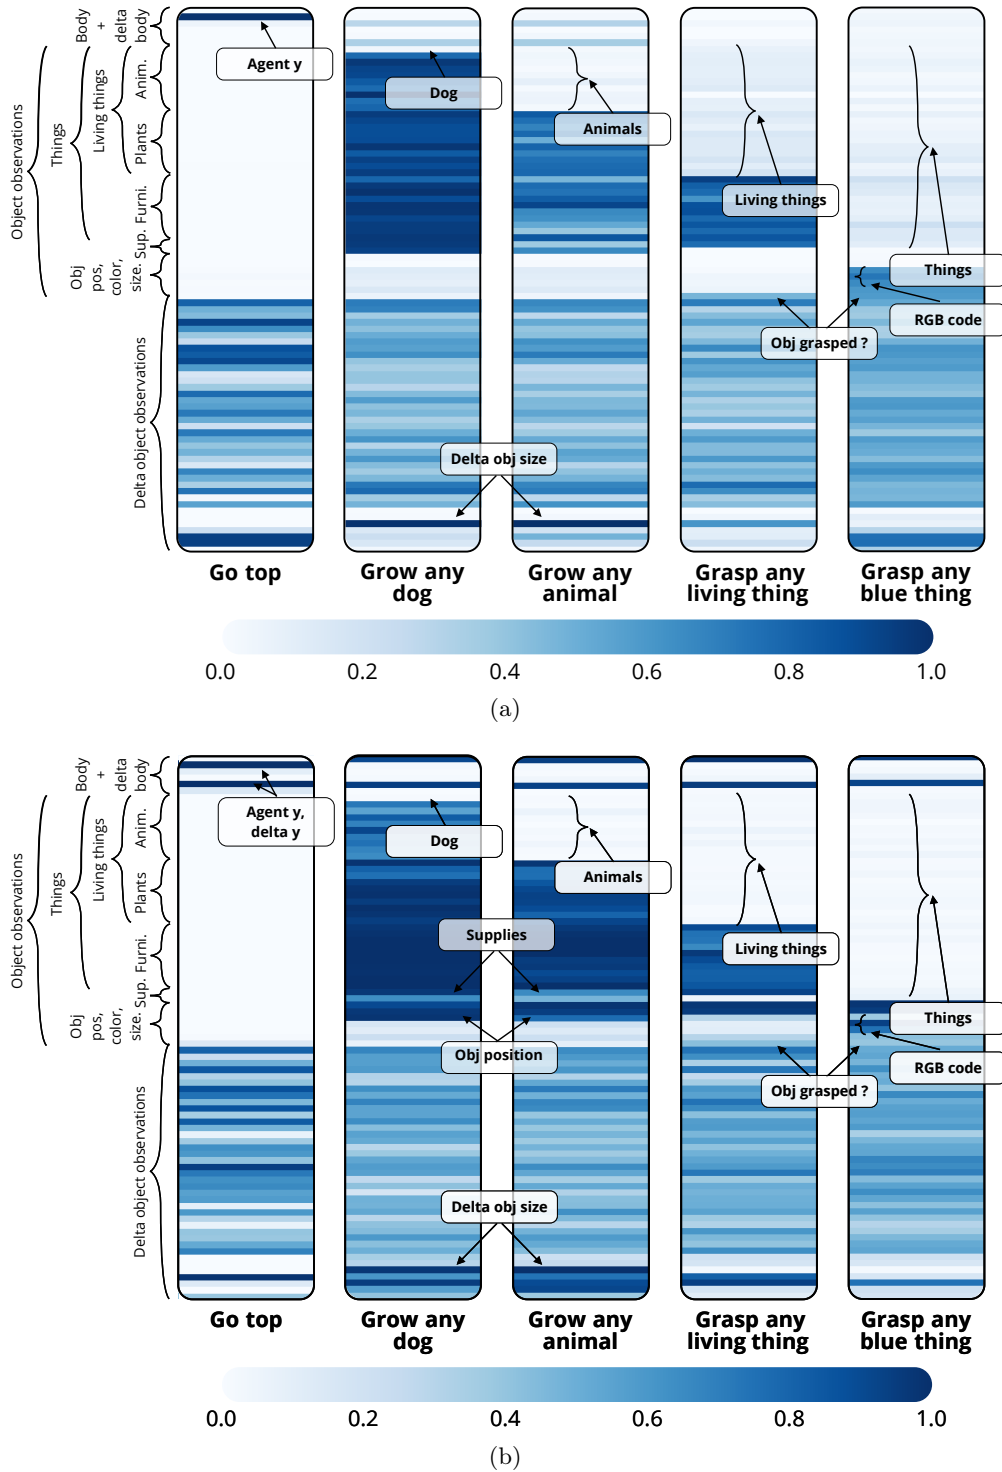 Body + delta body
Object observations
Things
Living things
Anim.
Plants
Furni.
Sup.
Obj pos, color, size.
Delta object observations
Agent y
Dog
Animals
Living things
Things
RGB code
Obj grasped ?
Delta obj size
Go top
Grow any dog
Grow any animal
Grasp any living thing
Grasp any blue thing
0.0 0.2 0.4 0.6 0.8 1.0
(a)
Body + delta body
Object observations
Things
Living things
Anim.
Plants
Furni.
Sup.
Obj pos, color, size.
Delta object observations
Agent y, delta y
Dog
Animals
Supplies
Living things
Things
Obj position
RGB code
Obj grasped ?
Delta obj size
Go top
Grow any dog
Grow any animal
Grasp any living thing
Grasp any blue thing
0.0 0.2 0.4 0.6 0.8 1.0
(b)